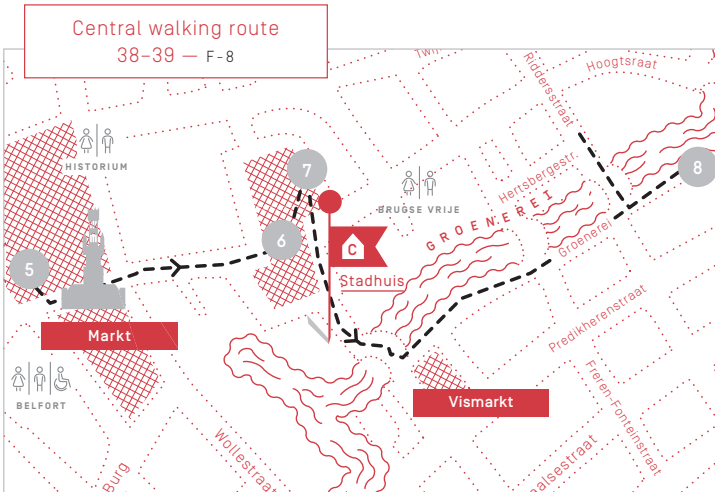 Central walking route
38–39 — F-8
Hoogtsraat
Riddersstraat
HISTORIUM
7
8
BRUGSE VRIJE
Hertsbergestr.
GROENEREI
6
C
Groenerei
5
Stadhuis
Markt
Predikherenstraat
BELFORT
Vismarkt
Freren-Fonteinstraat
Wollestraat
Burg